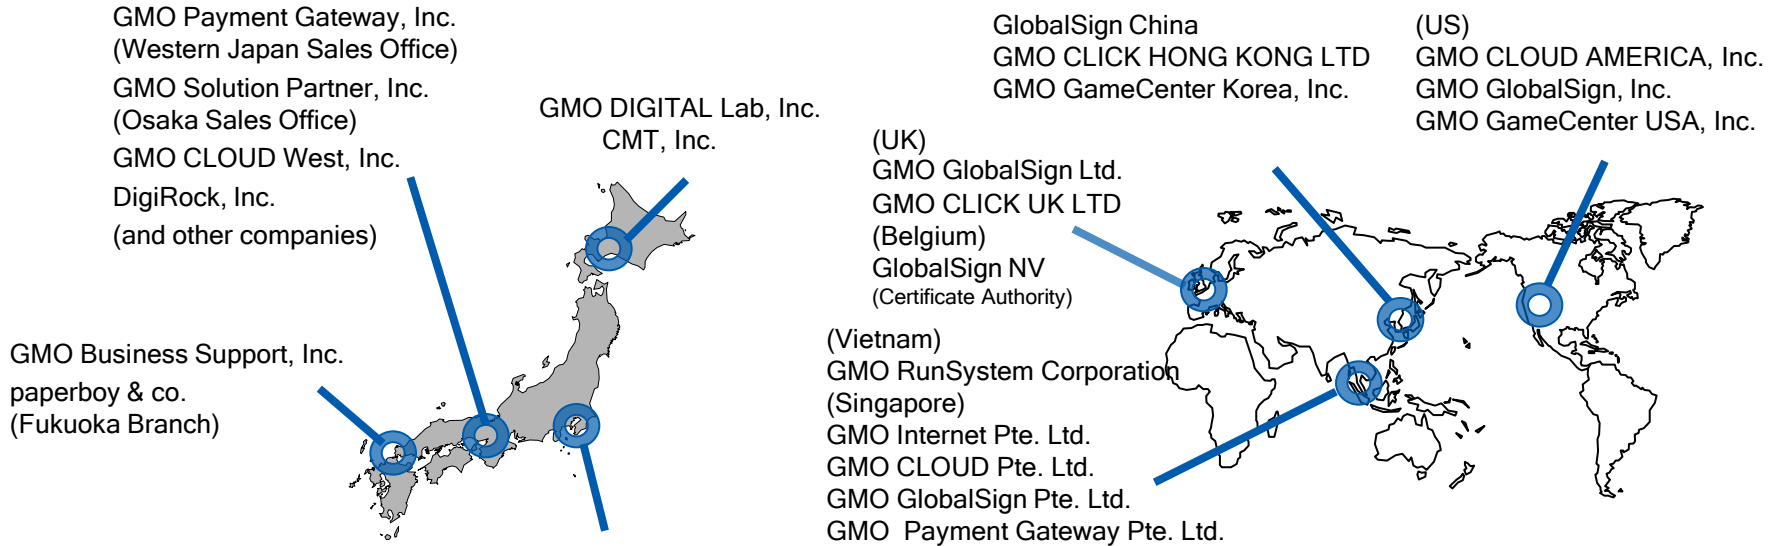 GMO Payment Gateway, Inc.
(Western Japan Sales Office)
GMO Solution Partner, Inc.
(Osaka Sales Office)
GMO CLOUD West, Inc.
DigiRock, Inc.
(and other companies)
GMO DIGITAL Lab, Inc.
CMT, Inc.
GMO Business Support, Inc.
paperboy & co.
(Fukuoka Branch)
GlobalSign China
GMO CLICK HONG KONG LTD
GMO GameCenter Korea, Inc.
(US)
GMO CLOUD AMERICA, Inc.
GMO GlobalSign, Inc.
GMO GameCenter USA, Inc.
(UK)
GMO GlobalSign Ltd.
GMO CLICK UK LTD
(Belgium)
GlobalSign NV
(Certificate Authority)
(Vietnam)
GMO RunSystem Corporation
(Singapore)
GMO Internet Pte. Ltd.
GMO CLOUD Pte. Ltd.
GMO GlobalSign Pte. Ltd.
GMO Payment Gateway Pte. Ltd.